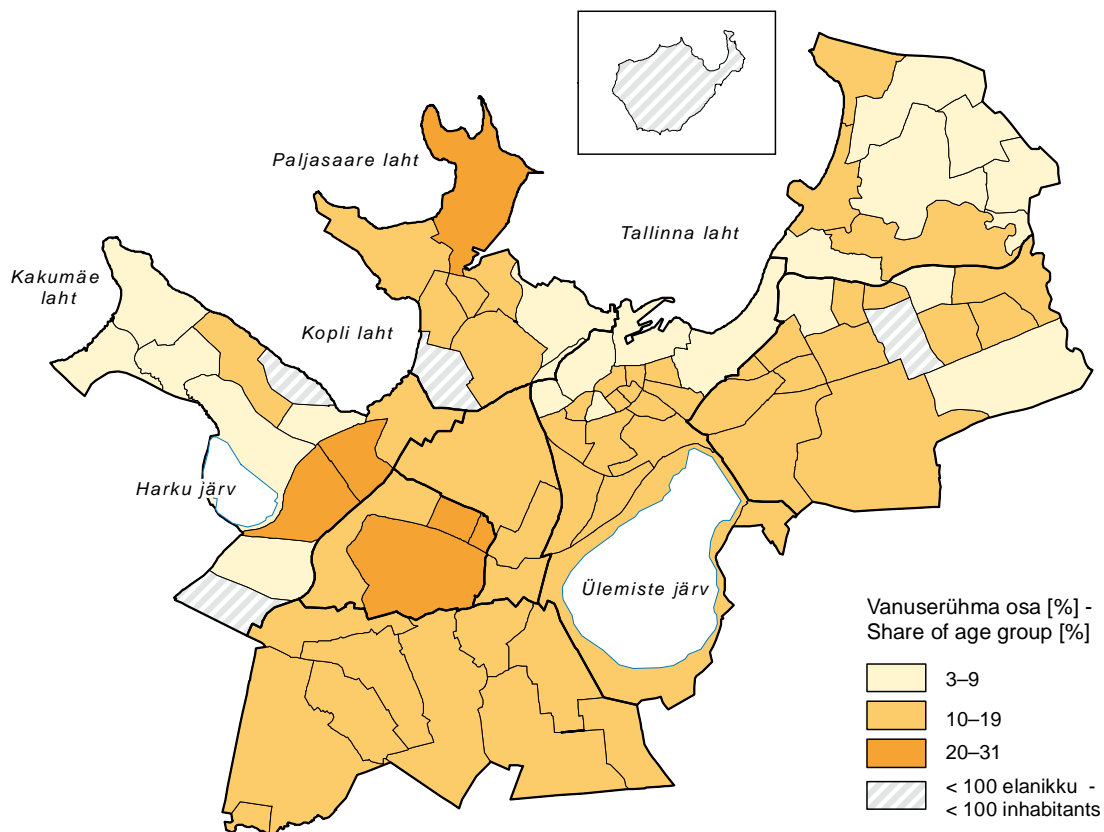 Paljasaare laht
Tallinna laht
Kakumäe
laht
Kopli laht
Harku järv
Ülemiste järv
Vanuserühma osa [%] -
Share of age group [%]
3–9
10–19
20–31
< 100 elanikku -
< 100 inhabitants